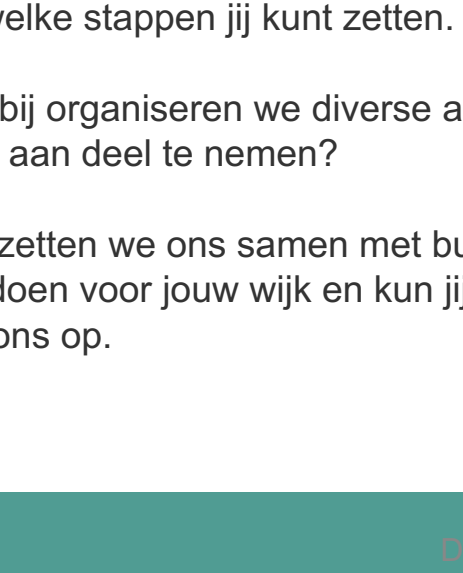 welke stappen jij kunt zetten.
bij organiseren we diverse a
aan deel te nemen?
zetten we ons samen met bu
doen voor jouw wijk en kun jij
ons op.
D